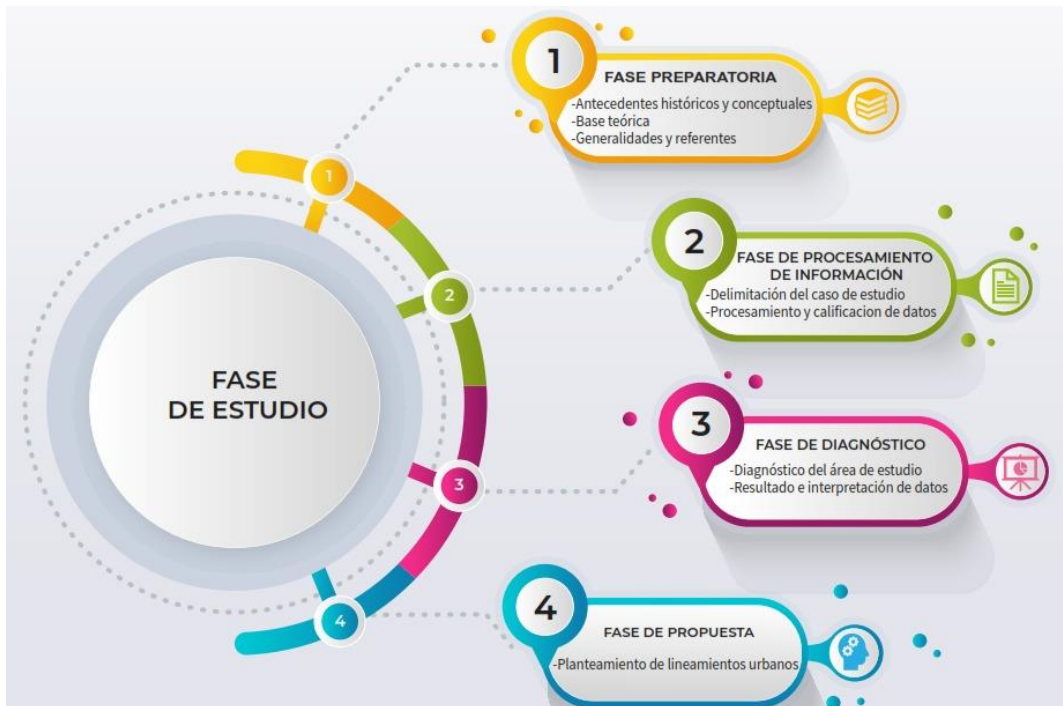 FASE
DE ESTUDIO
1
2
3
4
1
FASE PREPARATORIA
-Antecedentes históricos y conceptuales
-Base teórica
-Generalidades y referentes
2
FASE DE PROCESAMIENTO
DE INFORMACIÓN
-Delimitación del caso de estudio
-Procesamiento y calificacion de datos
3
FASE DE DIAGNÓSTICO
-Diagnóstico del área de estudio
-Resultado e interpretación de datos
4
FASE DE PROPUESTA
-Planteamiento de lineamientos urbanos